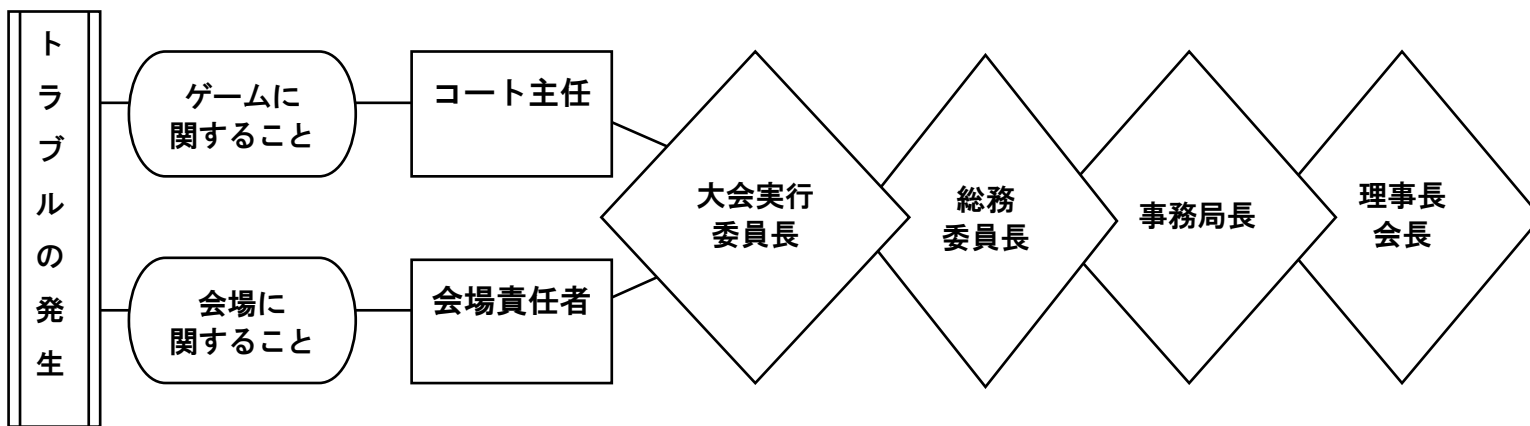 トラブルの発生
ゲームに
関すること
コート主任
会場に
関すること
会場責任者
大会実行
委員長
総務
委員長
事務局長
理事長
会長